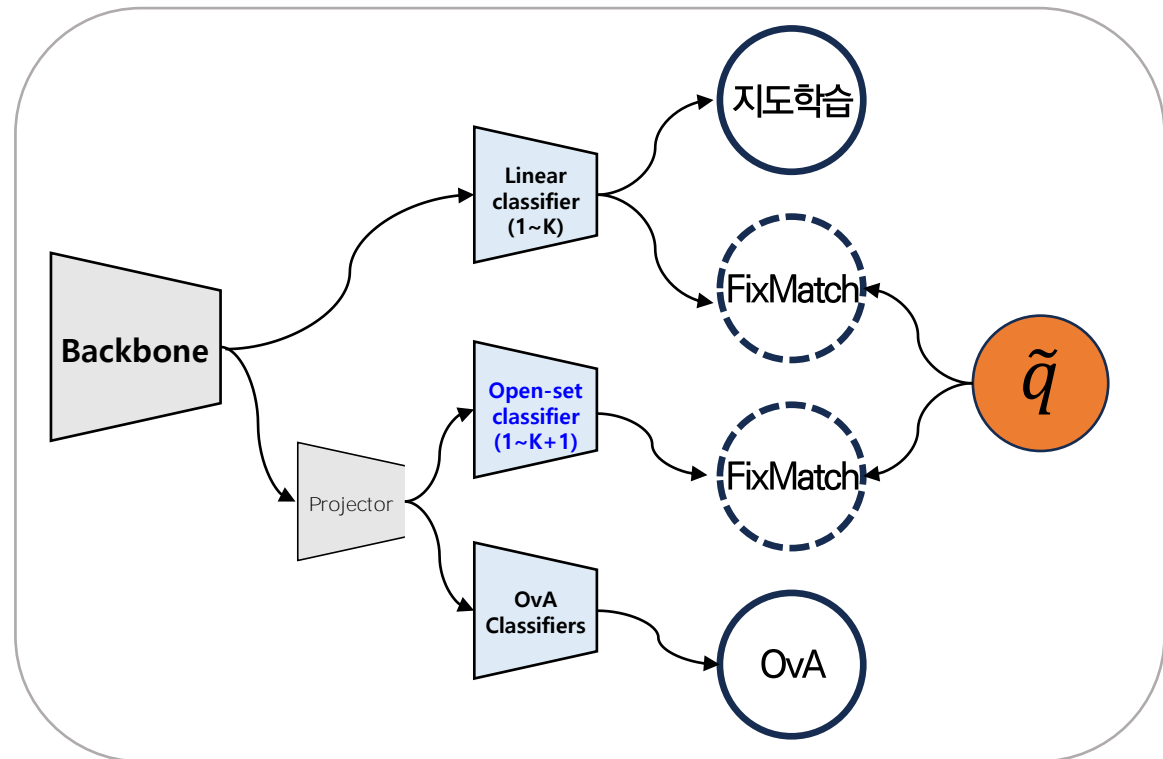 지도학습
Linear
classifier
(1~K)
FixMatch
Backbone
q̃
Open-set
classifier
(1~K+1)
FixMatch
Projector
OvA
Classifiers
OvA